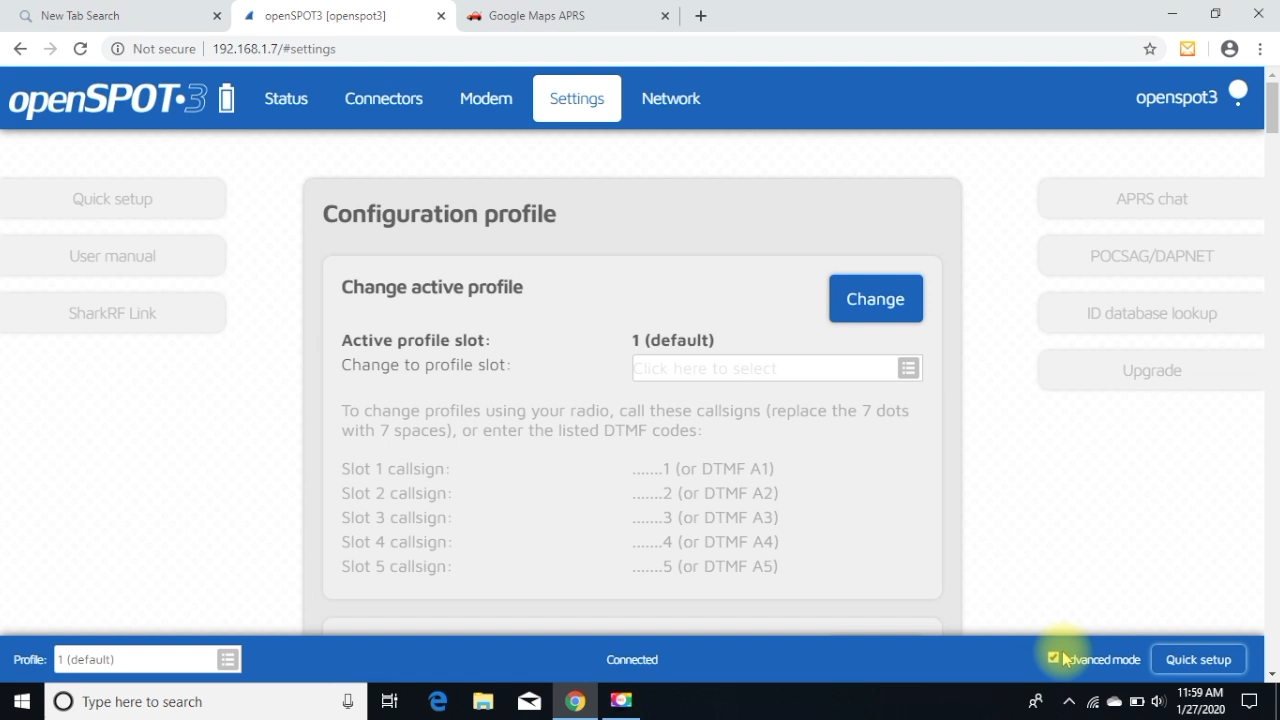 New Tab Search
openSPOT3 [openspot3]
Google Maps APRS
Not secure
192.168.1.7/#settings
openSPOT•3
Status
Connectors
Modem
Settings
Network
openspot3
Quick setup
User manual
SharkRF Link
APRS chat
POCSAG/DAPNET
ID database lookup
Upgrade
Configuration profile
Change active profile
Change
Active profile slot:
1 (default)
Change to profile slot:
Click here to select
To change profiles using your radio, call these callsigns (replace the 7 dots
with 7 spaces), or enter the listed DTMF codes:
Slot 1 callsign:
.......1 (or DTMF A1)
Slot 2 callsign:
.......2 (or DTMF A2)
Slot 3 callsign:
.......3 (or DTMF A3)
Slot 4 callsign:
.......4 (or DTMF A4)
Slot 5 callsign:
.......5 (or DTMF A5)
Profile:
1 (default)
Connected
Advanced mode
Quick setup
Type here to search
11:59 AM
1/27/2020